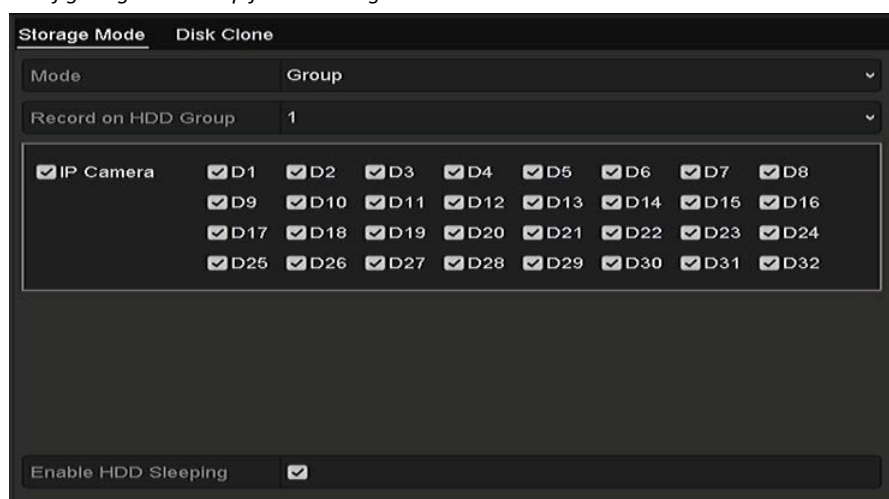 Storage Mode Disk Clone
Mode Group
Record on HDD Group 1
IP Camera D1 D2 D3 D4 D5 D6 D7 D8
D9 D10 D11 D12 D13 D14 D15 D16
D17 D18 D19 D20 D21 D22 D23 D24
D25 D26 D27 D28 D29 D30 D31 D32
Enable HDD Sleeping